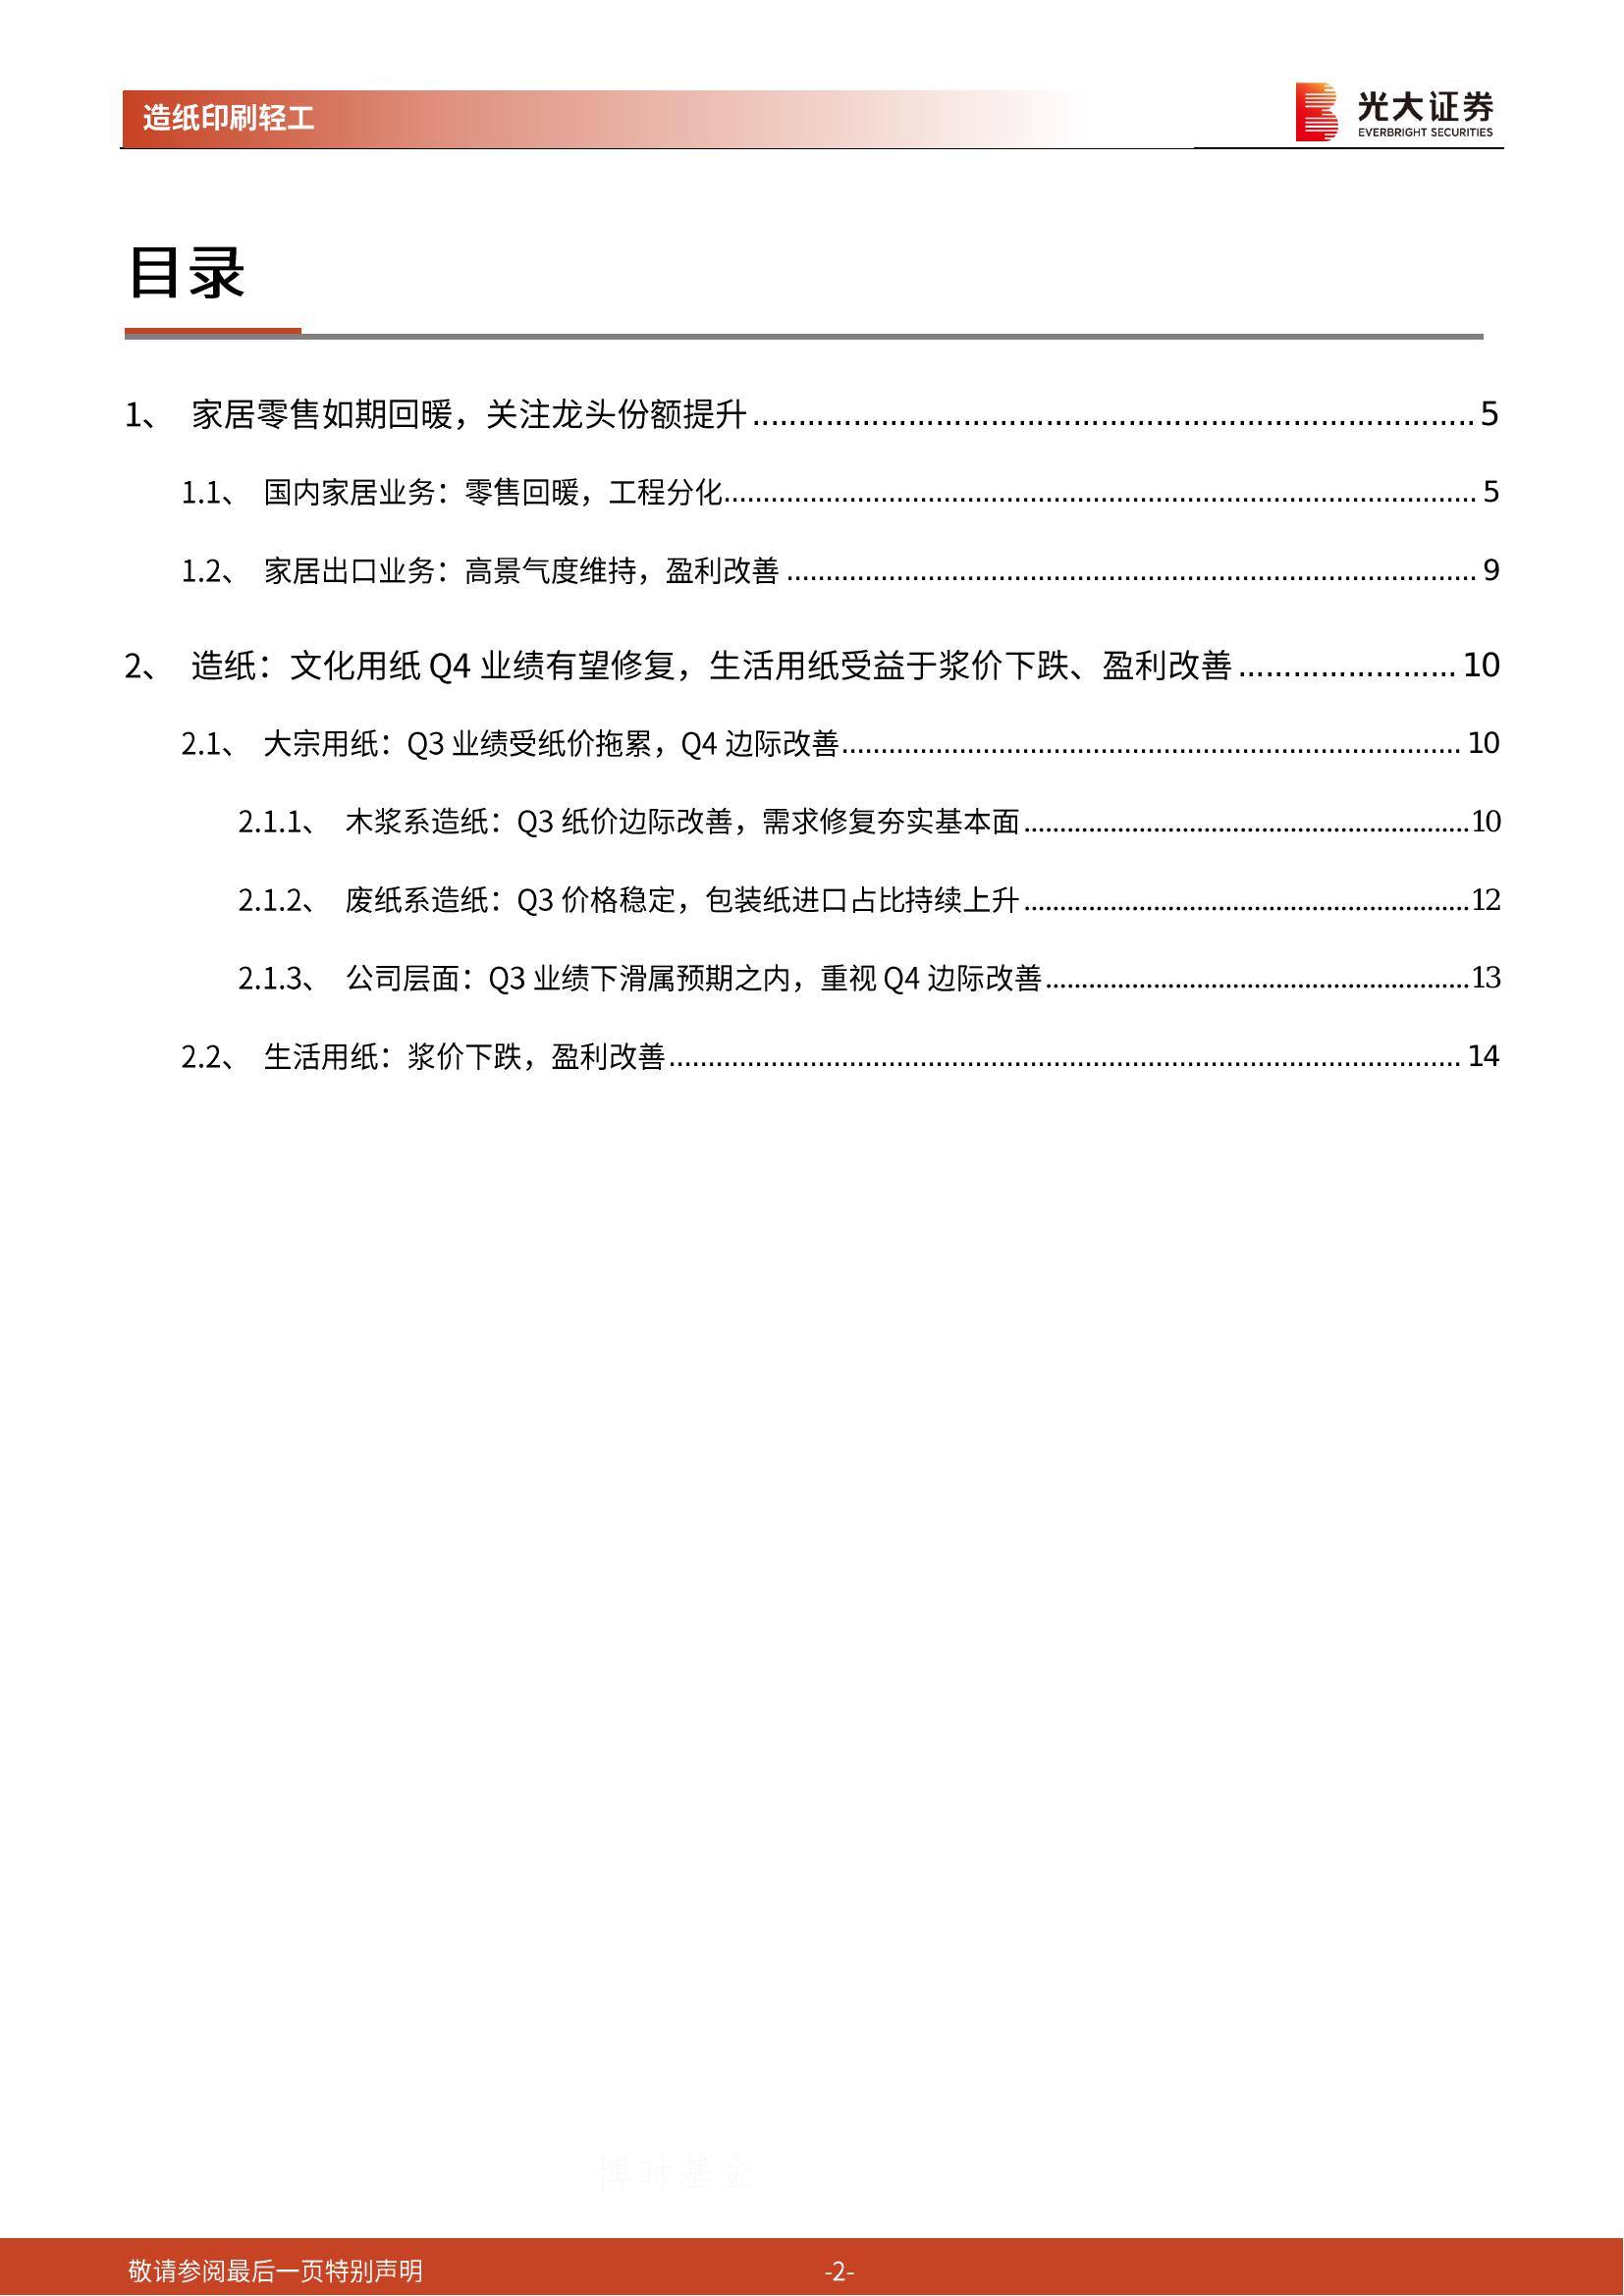 造纸印刷轻工
光大证券
EVERBRIGHT SECURITIES
目录
1、 家居零售如期回暖，关注龙头份额提升 5
1.1、 国内家居业务：零售回暖，工程分化 5
1.2、 家居出口业务：高景气度维持，盈利改善 9
2、 造纸：文化用纸 Q4 业绩有望修复，生活用纸受益于浆价下跌、盈利改善 10
2.1、 大宗用纸：Q3 业绩受纸价拖累，Q4 边际改善 10
2.1.1、 木浆系造纸：Q3 纸价边际改善，需求修复夯实基本面 10
2.1.2、 废纸系造纸：Q3 价格稳定，包装纸进口占比持续上升 12
2.1.3、 公司层面：Q3 业绩下滑属预期之内，重视 Q4 边际改善 13
2.2、 生活用纸：浆价下跌，盈利改善 14
博时基金
敬请参阅最后一页特别声明 -2-